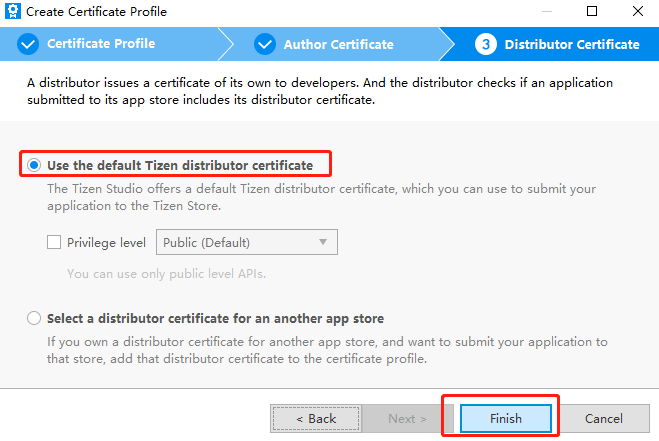 Create Certificate Profile
Certificate Profile
Author Certificate
3 Distributor Certificate
A distributor issues a certificate of its own to developers. And the distributor checks if an application
submitted to its app store includes its distributor certificate.
Use the default Tizen distributor certificate
The Tizen Studio offers a default Tizen distributor certificate, which you can use to submit your
application to the Tizen Store.
Privilege level
Public (Default)
You can use only public level APIs.
Select a distributor certificate for an another app store
If you own a distributor certificate for another app store, and want to submit your application to
that store, add that distributor certificate to the certificate profile.
< Back
Next >
Finish
Cancel